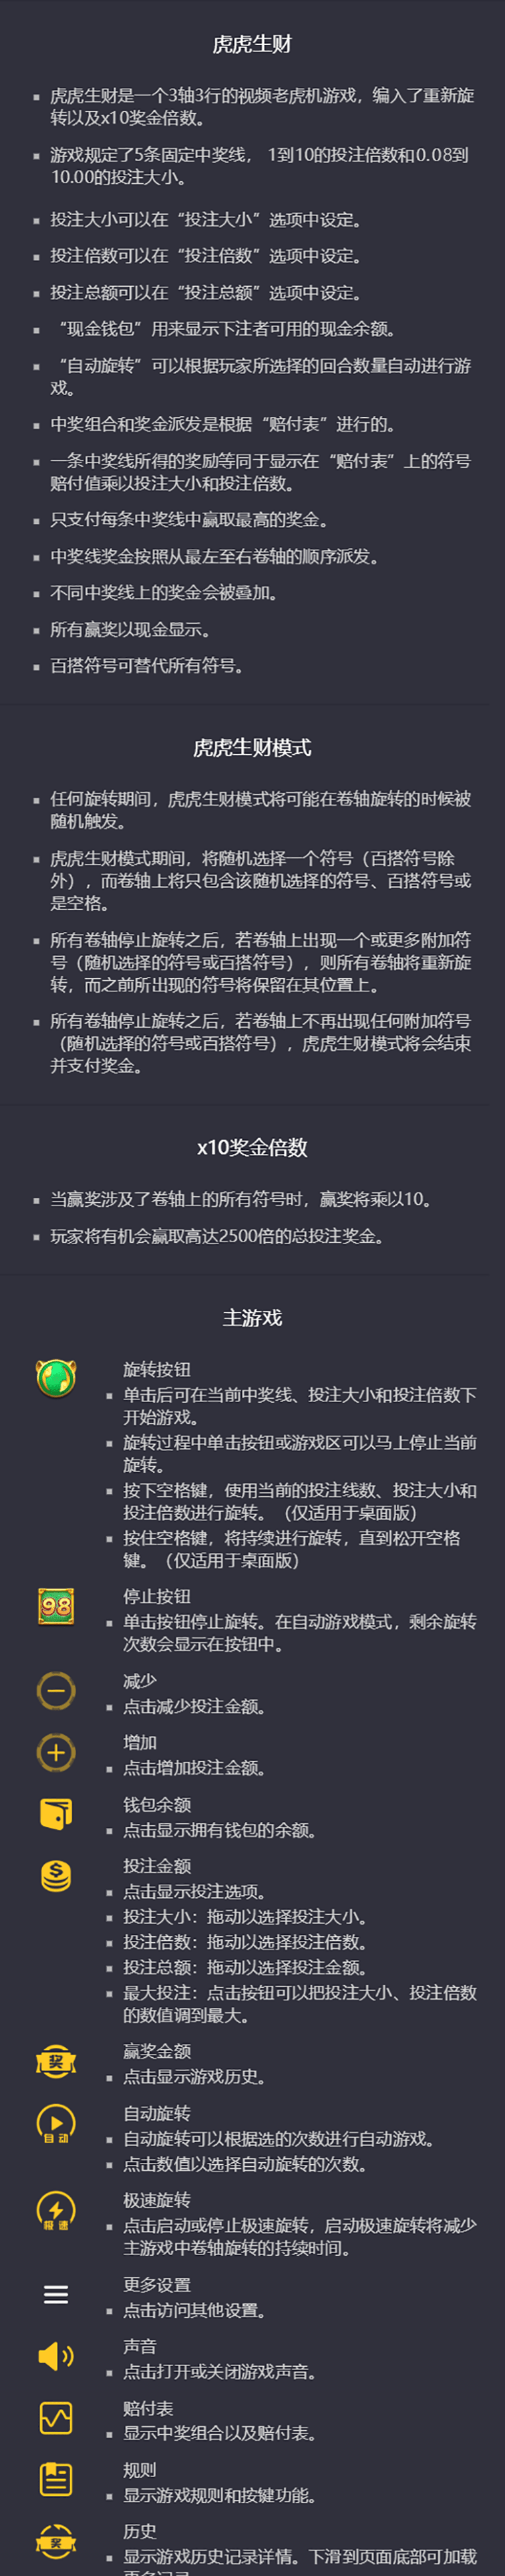 虎虎生财
虎虎生财是一个3轴3行的视频老虎机游戏，编入了重新旋
转以及x10奖金倍数。
游戏规定了5条固定中奖线， 1到10的投注倍数和0.08到
10.00的投注大小。
投注大小可以在“投注大小”选项中设定。
投注倍数可以在“投注倍数”选项中设定。
投注总额可以在“投注总额”选项中设定。
“现金钱包”用来显示下注者可用的现金余额。
“自动旋转”可以根据玩家所选择的回合数量自动进行游
戏。
中奖组合和奖金派发是根据“赔付表”进行的。
一条中奖线所得的奖励等同于显示在“赔付表”上的符号
赔付值乘以投注大小和投注倍数。
只支付每条中奖线中赢取最高的奖金。
中奖线奖金按照从最左至右卷轴的顺序派发。
不同中奖线上的奖金会被叠加。
所有赢奖以现金显示。
百搭符号可替代所有符号。
虎虎生财模式
任何旋转期间，虎虎生财模式将可能在卷轴旋转的时候被
随机触发。
虎虎生财模式期间，将随机选择一个符号（百搭符号除
外），而卷轴上将只包含该随机选择的符号、百搭符号或
是空格。
所有卷轴停止旋转之后，若卷轴上出现一个或更多附加符
号（随机选择的符号或百搭符号），则所有卷轴将重新旋
转，而之前所出现的符号将保留在其位置上。
所有卷轴停止旋转之后，若卷轴上不再出现任何附加符号
（随机选择的符号或百搭符号），虎虎生财模式将会结束
并支付奖金。
x10奖金倍数
当赢奖涉及了卷轴上的所有符号时，赢奖将乘以10。
玩家将有机会赢取高达2500倍的总投注奖金。
主游戏
旋转按钮
单击后可在当前中奖线、投注大小和投注倍数下
开始游戏。
旋转过程中单击按钮或游戏区可以马上停止当前
旋转。
按下空格键，使用当前的投注线数、投注大小和
投注倍数进行旋转。（仅适用于桌面版）
按住空格键，将持续进行旋转，直到松开空格
键。（仅适用于桌面版）
98
停止按钮
单击按钮停止旋转。在自动游戏模式，剩余旋转
次数会显示在按钮中。
减少
点击减少投注金额。
增加
点击增加投注金额。
钱包余额
点击显示拥有钱包的余额。
投注金额
点击显示投注选项。
投注大小：拖动以选择投注大小。
投注倍数：拖动以选择投注倍数。
投注总额：拖动以选择投注金额。
最大投注：点击按钮可以把投注大小、投注倍数
的数值调到最大。
奖
赢奖金额
点击显示游戏历史。
自动
自动旋转
自动旋转可以根据选的次数进行自动游戏。
点击数值以选择自动旋转的次数。
极速
极速旋转
点击启动或停止极速旋转，启动极速旋转将减少
主游戏中卷轴旋转的持续时间。
更多设置
点击访问其他设置。
声音
点击打开或关闭游戏声音。
赔付表
显示中奖组合以及赔付表。
规则
显示游戏规则和按键功能。
奖
历史
显示游戏历史记录详情。下滑到页面底部可加载